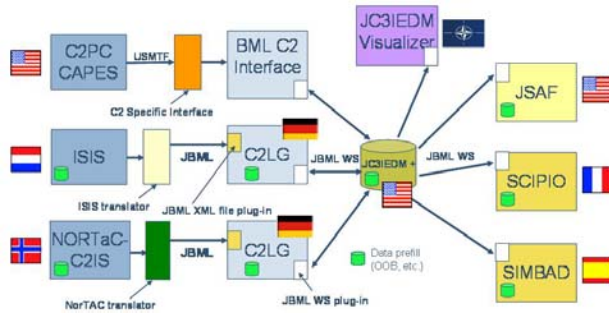 C2PC
CAPES
USMTF
BML C2
Interface
JC3IEDM
Visualizer
C2 Specific Interface
JSAF
ISIS
JBML
C2LG
JBML WS
JC3IEDM +
JBML WS
SCIPIO
ISIS translator
JBML XML file plug-in
NORTaC-
C2IS
JBML
C2LG
Data prefill
(OOB, etc.)
SIMBAD
NorTAC translator
JBML WS plug-in